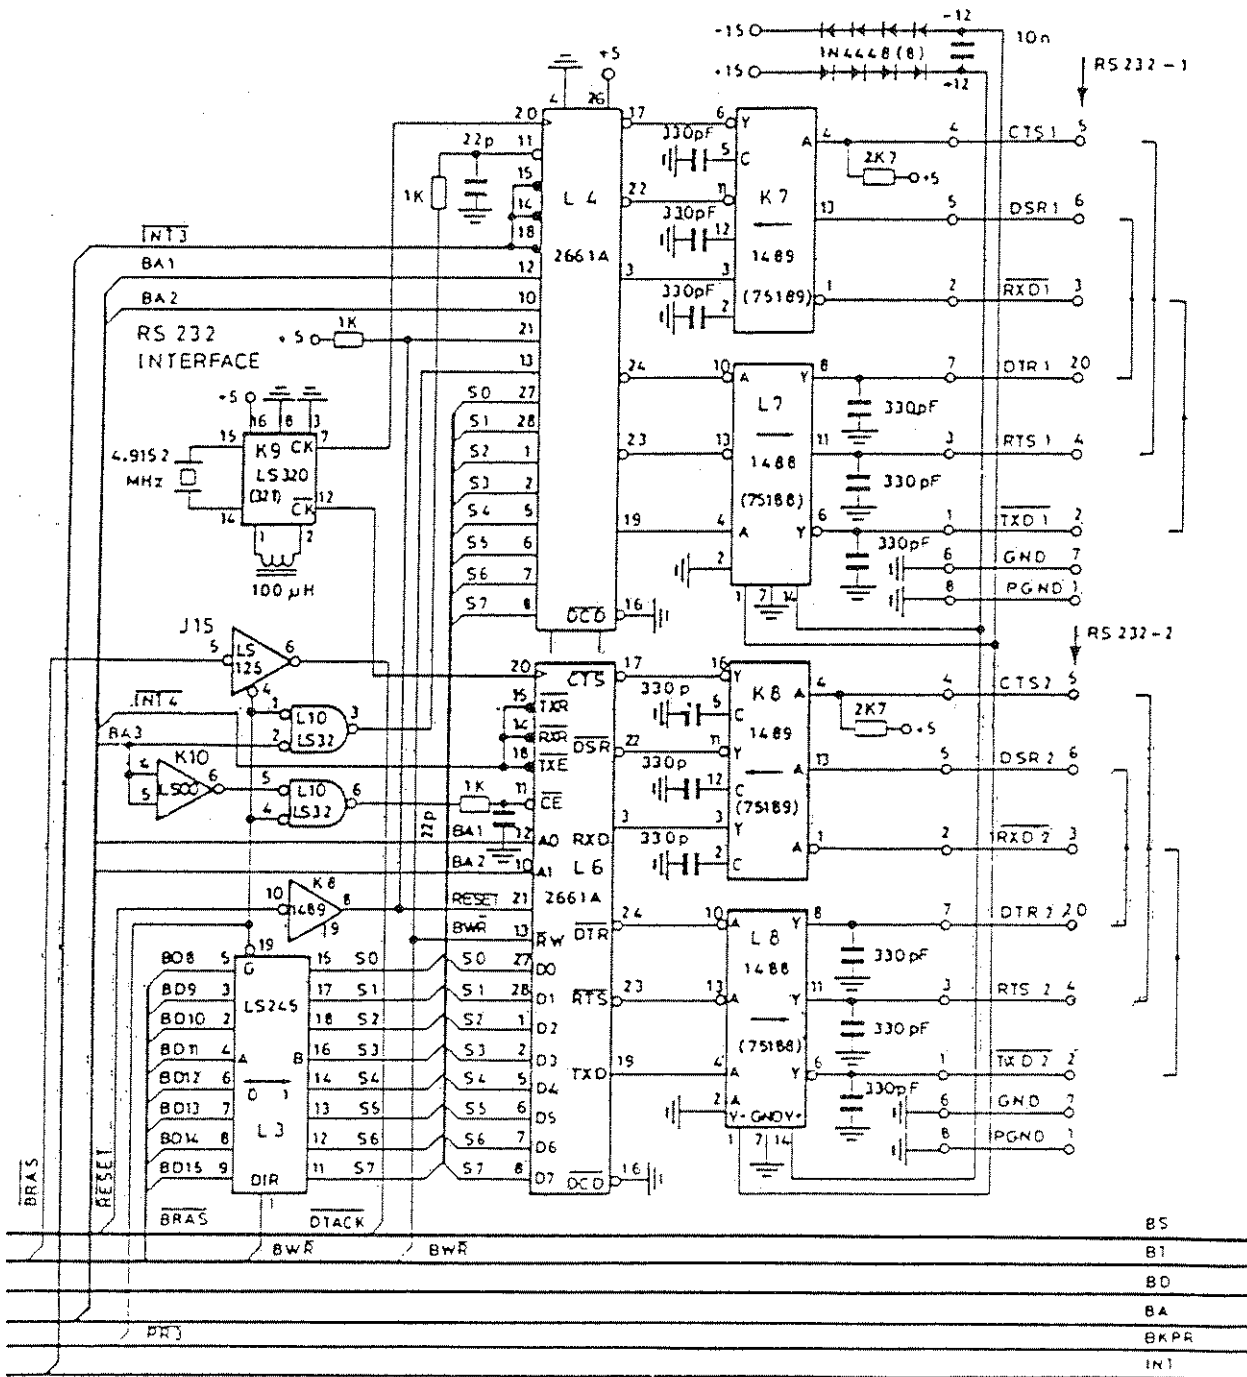 -15
-12
10n
1N4448(8)
+15
+12
RS 232-1
+5
4
26
20
17
6
Y
330pF
5
C
A
4
4
CTS1
5
22p
11
2K7
+5
1K
15
L4
22
11
K7
14
330pF
12
13
5
DSR1
6
18
INT3
2661A
3
3
1489
BA1
12
330pF
2
(75189)
1
2
RXD1
3
BA2
10
RS 232
INTERFACE
+5
1K
21
13
24
10
A
Y
8
7
DTR1
20
+5
S0
27
L7
330pF
16
8
3
S1
28
15
K9
CK
7
S2
1
23
13
11
3
RTS1
4
4.9152
MHz
LS320
(321)
S3
2
1488
330pF
14
CK
12
S4
5
19
4
A
(75188)
Y
6
1
TXD1
2
1
2
S5
6
330pF
6
GND
7
100 µH
S6
7
2
8
PGND
1
S7
8
1
7
14
J15
DCD
16
RS 232-2
5
LS
125
6
4
20
CTS
17
16
Y
K8
A
4
4
CTS2
5
330p
5
C
INT4
1
L10
LS32
3
15
TXR
2K7
+5
BA3
2
14
RXR
DSR
22
11
Y
1489
K10
18
TXE
A
13
5
DSR2
6
4
5
LS00
6
5
L10
LS32
6
4
1K
11
CE
330p
12
C
(75189)
22p
BA1
12
A0
RXD
3
330p
3
Y
A
1
2
RXD2
3
BA2
10
A1
L6
2
C
10
K8
1489
8
9
RESET
21
2661A
BWR
13
RW
DTR
24
10
A
Y
8
7
DTR2
20
19
G
L8
BD8
5
15
S0
S0
27
D0
1488
330pF
BD9
3
LS245
17
S1
S1
28
D1
RTS
23
13
A
Y
11
3
RTS 2
4
BD10
2
18
S2
S2
1
D2
330pF
BD11
4
A
B
16
S3
S3
2
D3
(75188)
BD12
6
0
1
14
S4
S4
5
D4
TXD
19
4
A
Y
6
1
TXD2
2
BD13
7
L3
13
S5
S5
6
D5
2
A
330pF
6
GND
7
BD14
8
12
S6
S6
7
D6
Y- GND Y+
8
PGND
1
BD15
9
DIR
11
S7
S7
8
D7
DCD
16
1
7
14
1
BRAS
RESET
BRAS
DTACK
BS
BWR
BWR
BT
BD
BA
PR3
BKPR
INT